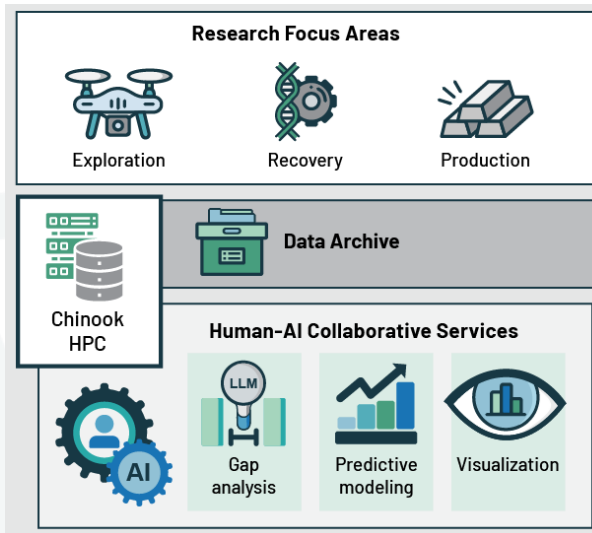 Research Focus Areas
Exploration
Recovery
Production
Data Archive
Chinook
HPC
Human-AI Collaborative Services
AI
LLM
Gap
analysis
Predictive
modeling
Visualization